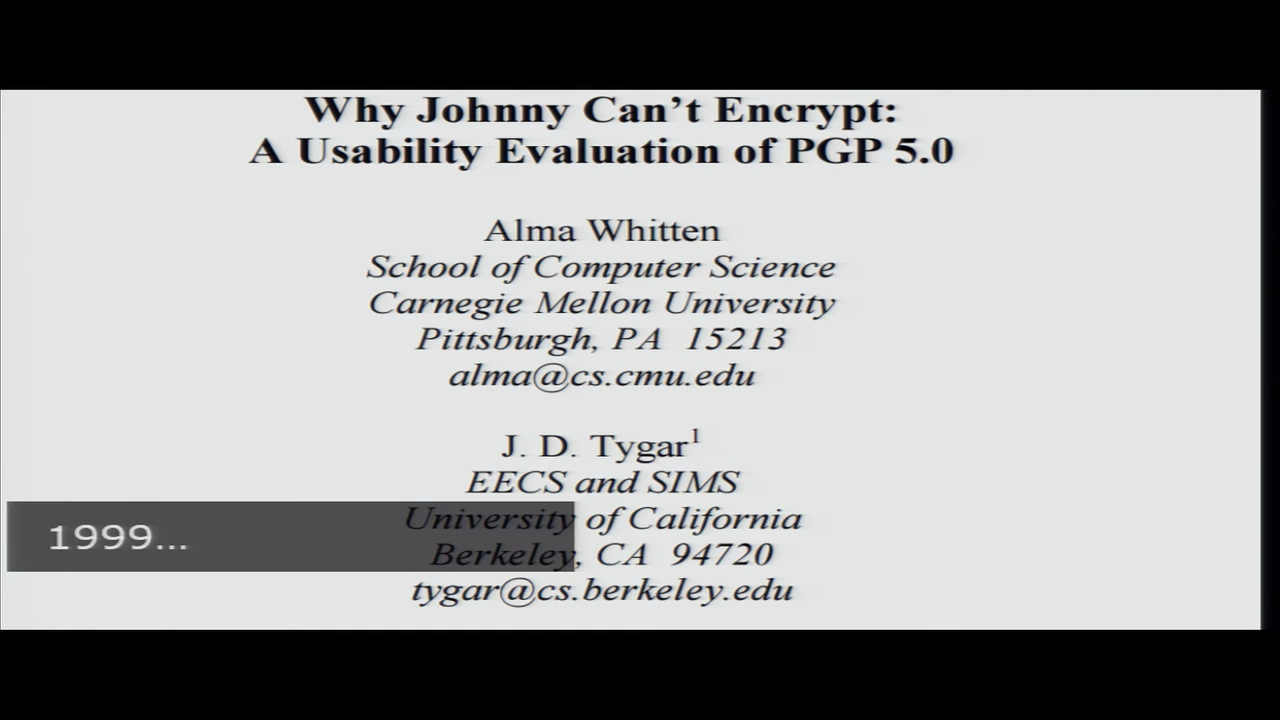 Why Johnny Can't Encrypt:
A Usability Evaluation of PGP 5.0
Alma Whitten
School of Computer Science
Carnegie Mellon University
Pittsburgh, PA 15213
alma@cs.cmu.edu
J. D. Tygar1
EECS and SIMS
University of California
Berkeley, CA 94720
tygar@cs.berkeley.edu
1999...